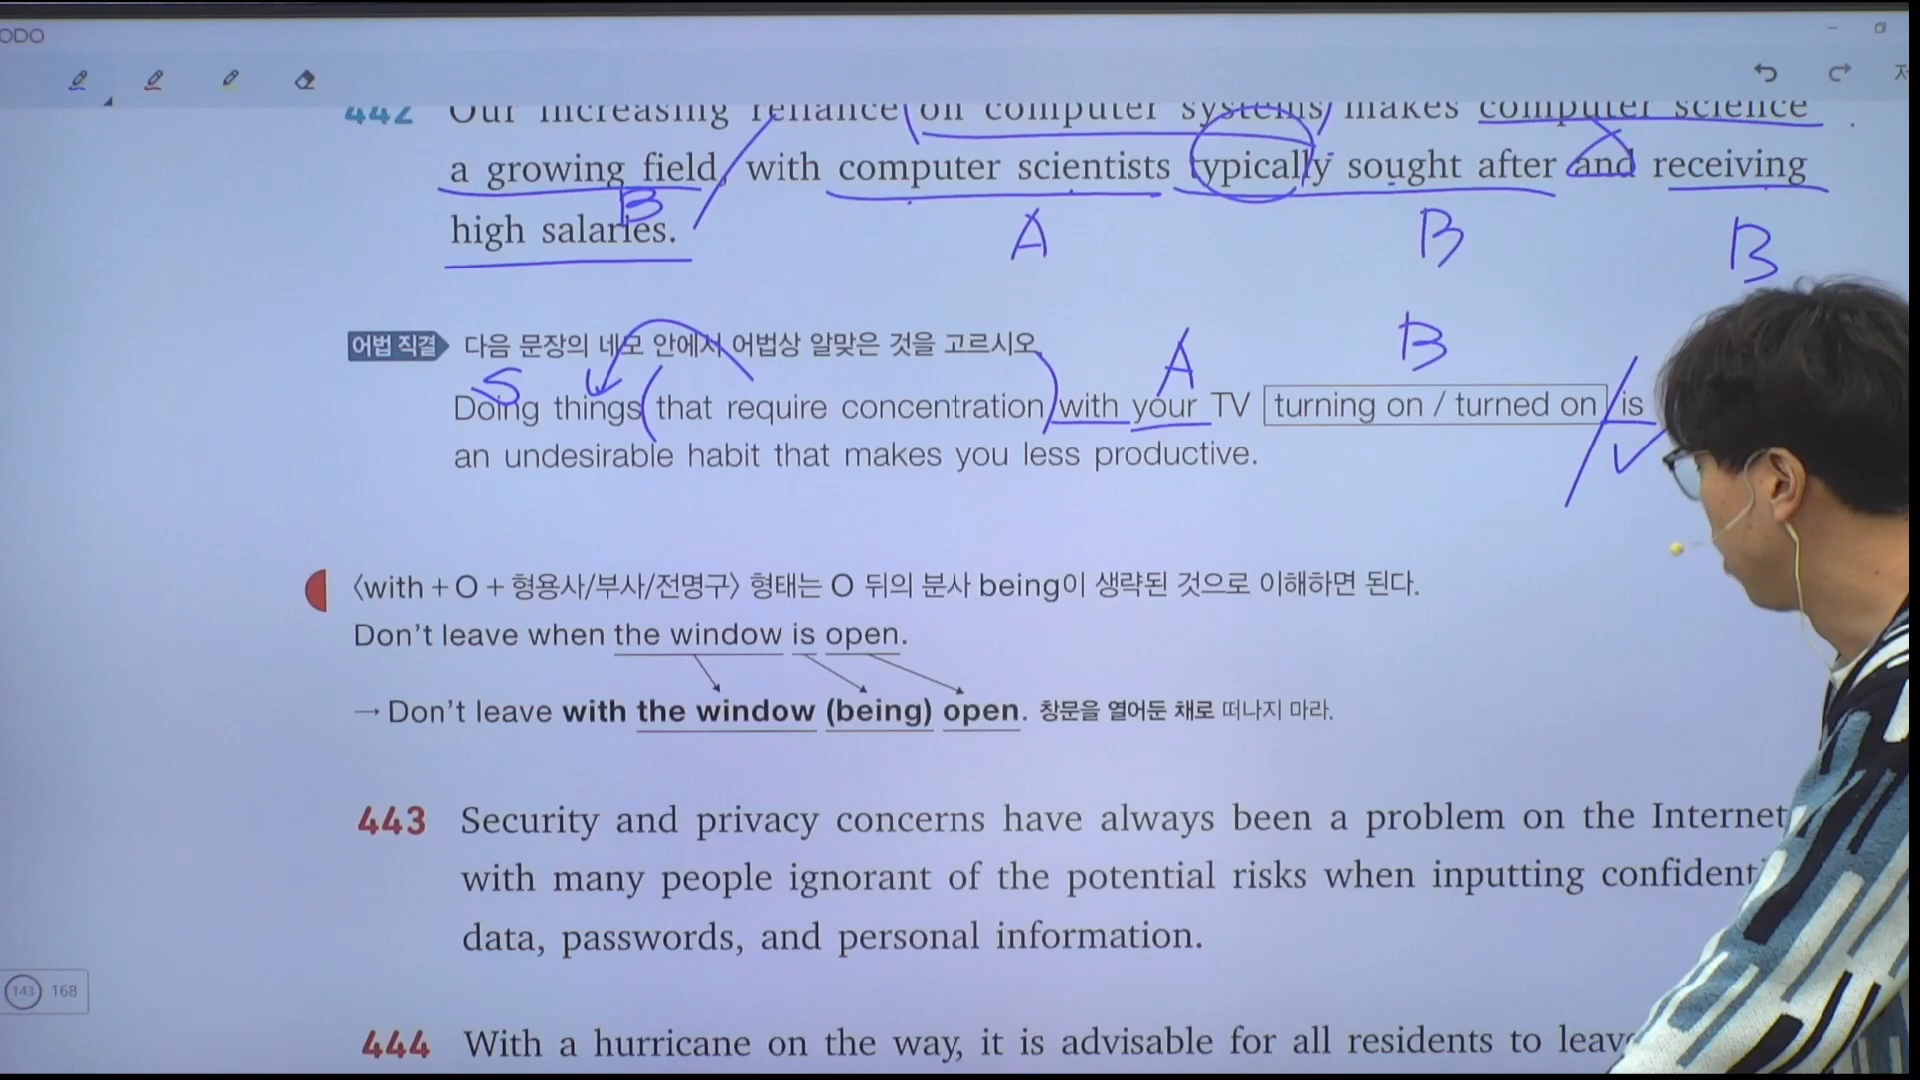 ODO
442 Our increasing reliance on computer systems makes computer science
a growing field, with computer scientists typically sought after and receiving
B
high salaries.
A B B
어법 직결 다음 문장의 네모 안에서 어법상 알맞은 것을 고르시오.
S A B
Doing things that require concentration with your TV turning on / turned on is
V
an undesirable habit that makes you less productive.
〈with + O + 형용사/부사/전명구〉 형태는 O 뒤의 분사 being이 생략된 것으로 이해하면 된다.
Don't leave when the window is open.
→ Don't leave with the window (being) open. 창문을 열어둔 채로 떠나지 마라.
443 Security and privacy concerns have always been a problem on the Internet
with many people ignorant of the potential risks when inputting
data, passwords, and personal information.
143 168
444 With a hurricane on the way, it is advisable for all residents to